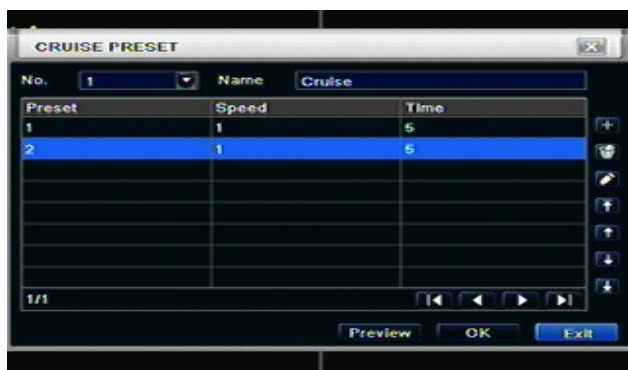 CRUISE PRESET
No. 1 Name Cruise
Preset Speed Time
1 1 5
2 1 5
1/1
Preview OK Exit